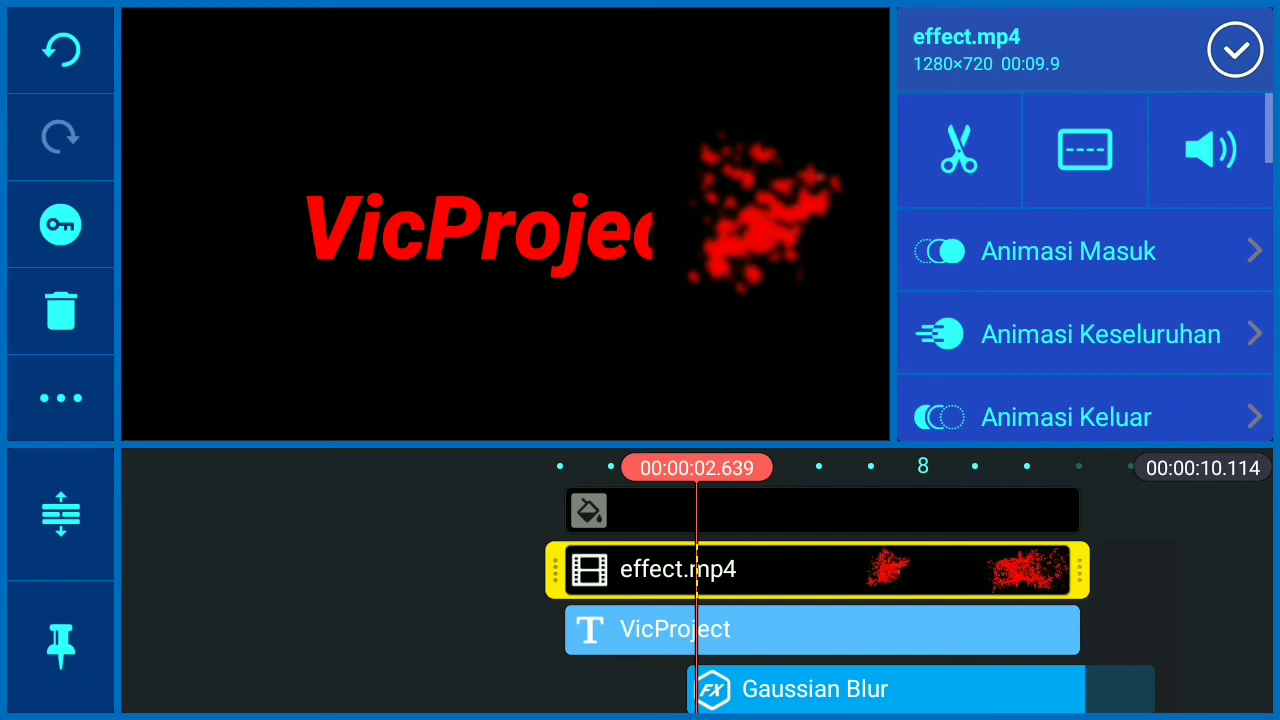 effect.mp4
1280×720 00:09.9
VicProjec
Animasi Masuk
Animasi Keseluruhan
Animasi Keluar
00:00:02.639
8
00:00:10.114
effect.mp4
T VicProject
FX Gaussian Blur